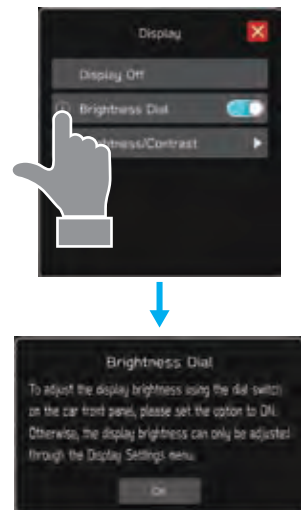 Display
Display Off
Brightness Dial
Brightness/Contrast
Brightness Dial
To adjust the display brightness using the dial switch
on the car front panel, please set the option to ON.
Otherwise, the display brightness can only be adjusted
through the Display Settings menu.
OK